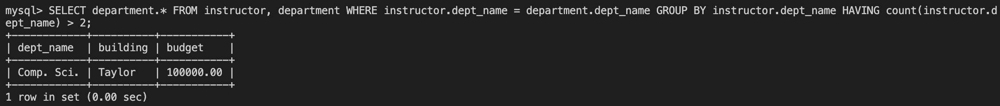 mysql> SELECT department.* FROM instructor, department WHERE instructor.dept_name = department.dept_name GROUP BY instructor.dept_name HAVING count(instructor.d
ept_name) > 2;
+------------+----------+-----------+
| dept_name  | building | budget    |
+------------+----------+-----------+
| Comp. Sci. | Taylor   | 100000.00 |
+------------+----------+-----------+
1 row in set (0.00 sec)